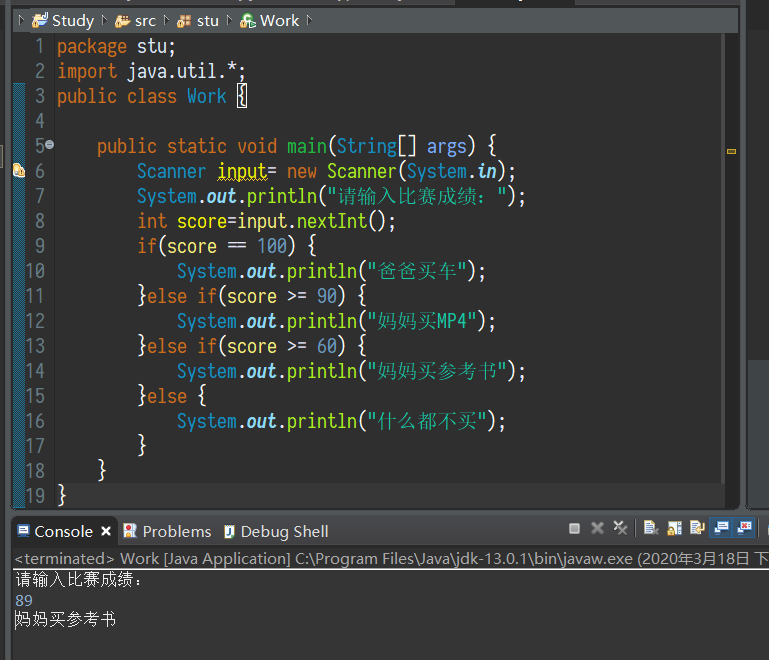 Study src stu Work
1 package stu;
2 import java.util.*;
3 public class Work {
4
5 public static void main(String[] args) {
6 Scanner input= new Scanner(System.in);
7 System.out.println("请输入比赛成绩：");
8 int score=input.nextInt();
9 if(score == 100) {
10 System.out.println("爸爸买车");
11 }else if(score >= 90) {
12 System.out.println("妈妈买MP4");
13 }else if(score >= 60) {
14 System.out.println("妈妈买参考书");
15 }else {
16 System.out.println("什么都不买");
17 }
18 }
19 }
Console Problems Debug Shell
<terminated> Work [Java Application] C:\Program Files\Java\jdk-13.0.1\bin\javaw.exe (2020年3月18日 下
请输入比赛成绩：
89
妈妈买参考书